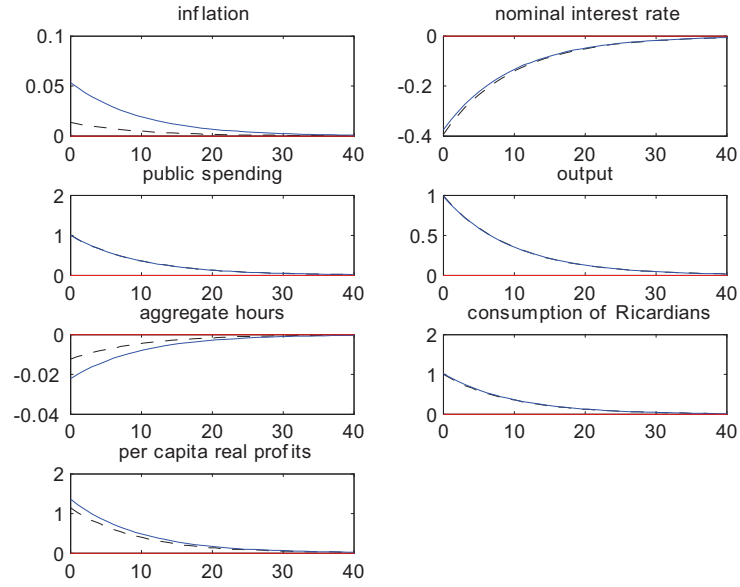 inflation
0.1
0.05
0
0 10 20 30 40
nominal interest rate
0
-0.2
-0.4
0 10 20 30 40
public spending
2
1
0
0 10 20 30 40
output
1
0.5
0
0 10 20 30 40
aggregate hours
0
-0.02
-0.04
0 10 20 30 40
consumption of Ricardians
2
1
0
0 10 20 30 40
per capita real profits
2
1
0
0 10 20 30 40